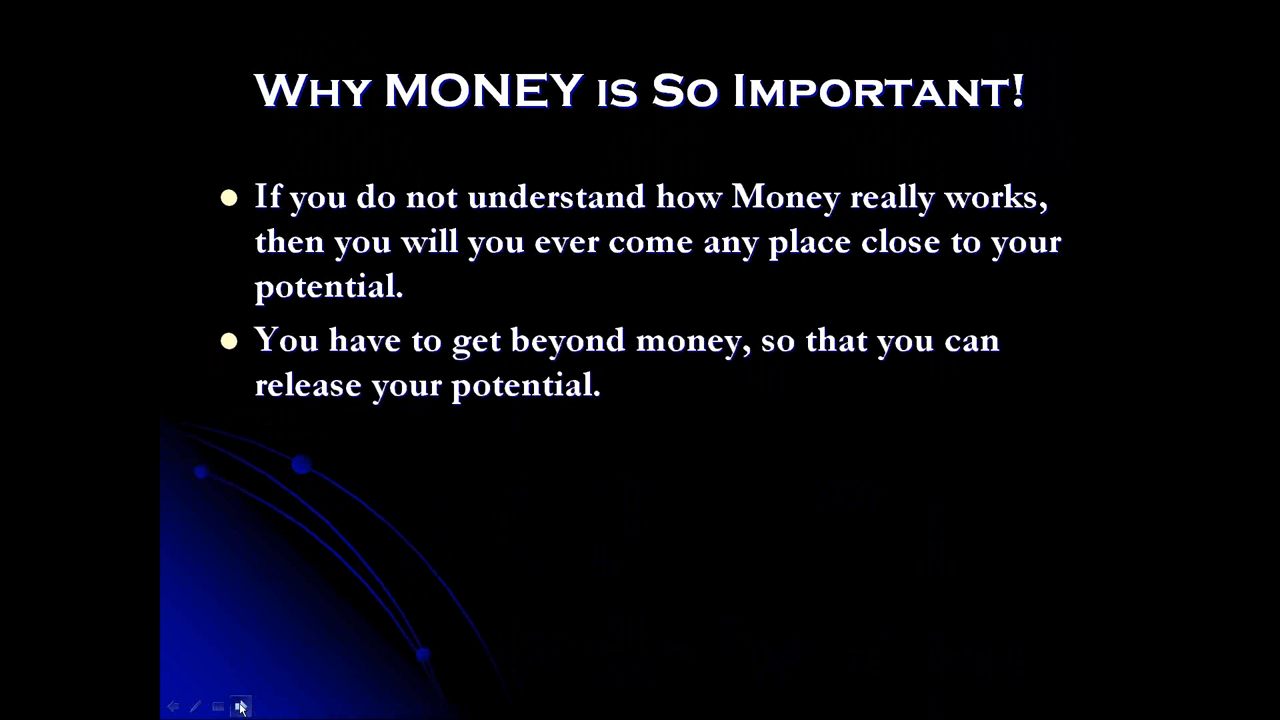 Why MONEY is So Important!
If you do not understand how Money really works,
then you will you ever come any place close to your
potential.
You have to get beyond money, so that you can
release your potential.